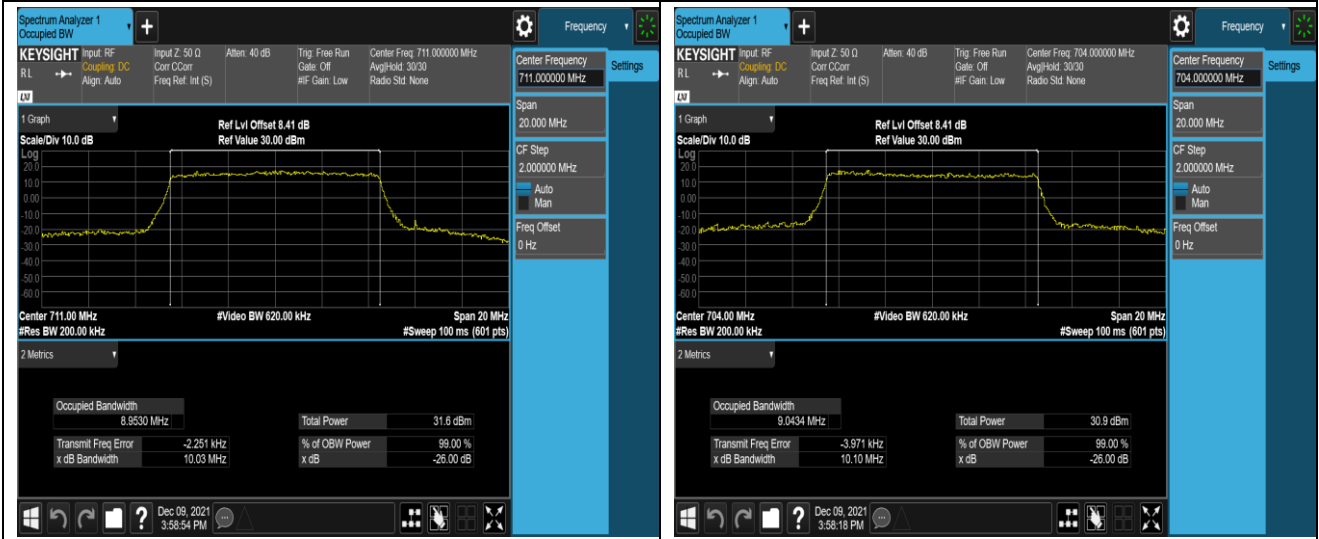 Spectrum Analyzer 1
Occupied BW
+
Frequency
KEYSIGHT Input: RF Input Z: 50 Ω Atten: 40 dB Trig: Free Run Center Freq: 711.000000 MHz
RL Coupling: DC Corr CCorr Gate: Off Avg|Hold: 30/30
Align: Auto Freq Ref: Int (S) #IF Gain: Low Radio Std: None
LXI
Center Frequency
711.000000 MHz
Settings
Span
20.000 MHz
CF Step
2.000000 MHz
Auto
Man
Freq Offset
0 Hz
1 Graph
Ref Lvl Offset 8.41 dB
Scale/Div 10.0 dB Ref Value 30.00 dBm
Log
20.0
10.0
0.00
-10.0
-20.0
-30.0
-40.0
-50.0
-60.0
Center 711.00 MHz #Video BW 620.00 kHz Span 20 MHz
#Res BW 200.00 kHz #Sweep 100 ms (601 pts)
2 Metrics
Occupied Bandwidth
8.9530 MHz Total Power 31.6 dBm
Transmit Freq Error -2.251 kHz % of OBW Power 99.00 %
x dB Bandwidth 10.03 MHz x dB -26.00 dB
? Dec 09, 2021
3:58:54 PM
Spectrum Analyzer 1
Occupied BW
+
Frequency
KEYSIGHT Input: RF Input Z: 50 Ω Atten: 40 dB Trig: Free Run Center Freq: 704.000000 MHz
RL Coupling: DC Corr CCorr Gate: Off Avg|Hold: 30/30
Align: Auto Freq Ref: Int (S) #IF Gain: Low Radio Std: None
LXI
Center Frequency
704.000000 MHz
Settings
Span
20.000 MHz
CF Step
2.000000 MHz
Auto
Man
Freq Offset
0 Hz
1 Graph
Ref Lvl Offset 8.41 dB
Scale/Div 10.0 dB Ref Value 30.00 dBm
Log
20.0
10.0
0.00
-10.0
-20.0
-30.0
-40.0
-50.0
-60.0
Center 704.00 MHz #Video BW 620.00 kHz Span 20 MHz
#Res BW 200.00 kHz #Sweep 100 ms (601 pts)
2 Metrics
Occupied Bandwidth
9.0434 MHz Total Power 30.9 dBm
Transmit Freq Error -3.971 kHz % of OBW Power 99.00 %
x dB Bandwidth 10.10 MHz x dB -26.00 dB
? Dec 09, 2021
3:58:18 PM